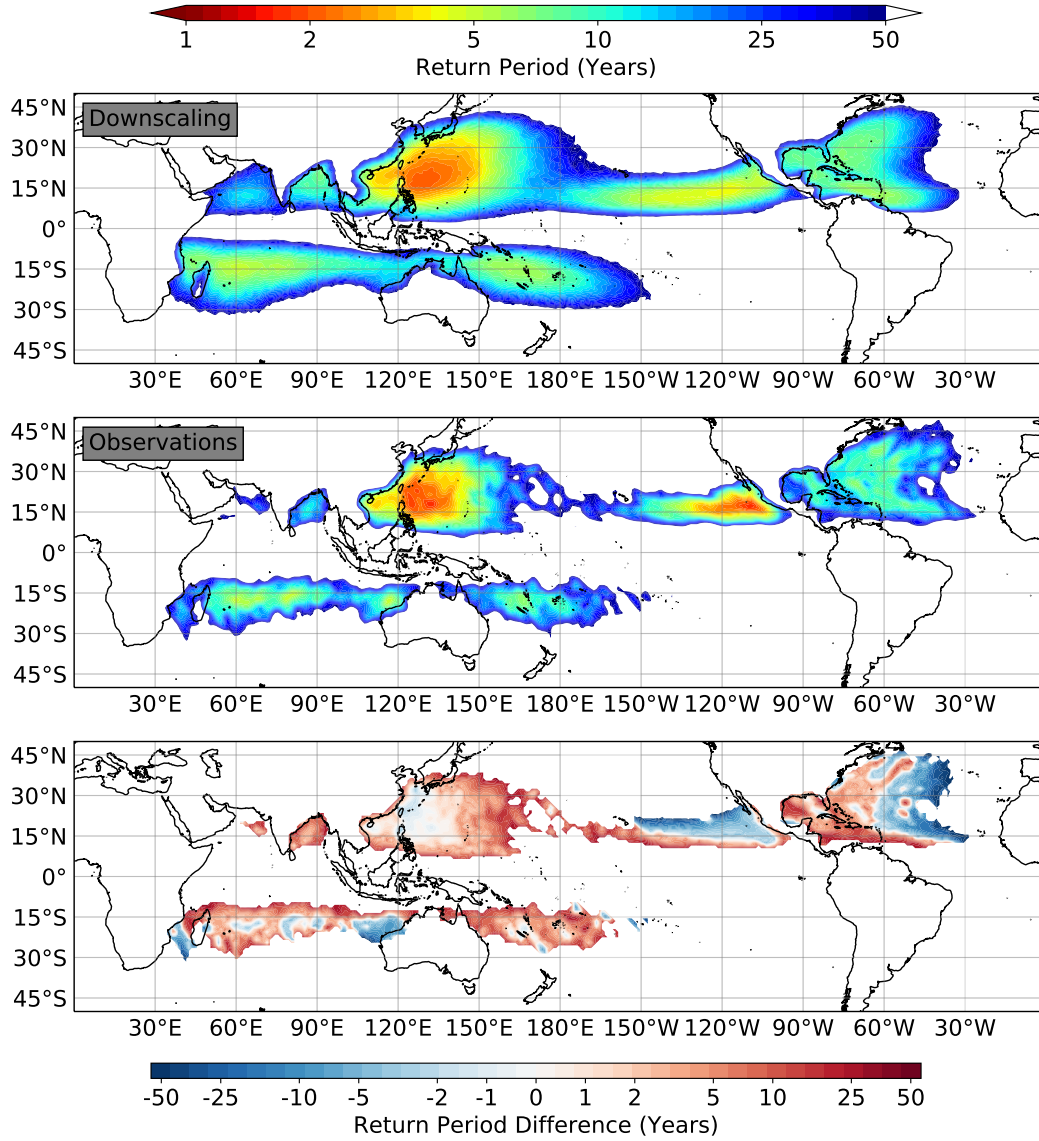 1 2 5 10 25 50
Return Period (Years)
45°N
Downscaling
30°N
15°N
0°
15°S
30°S
45°S
30°E 60°E 90°E 120°E 150°E 180° 150°W 120°W 90°W 60°W 30°W
45°N
Observations
30°N
15°N
0°
15°S
30°S
45°S
30°E 60°E 90°E 120°E 150°E 180° 150°W 120°W 90°W 60°W 30°W
45°N
30°N
15°N
0°
15°S
30°S
45°S
30°E 60°E 90°E 120°E 150°E 180° 150°W 120°W 90°W 60°W 30°W
-50 -25 -10 -5 -2 -1 0 1 2 5 10 25 50
Return Period Difference (Years)